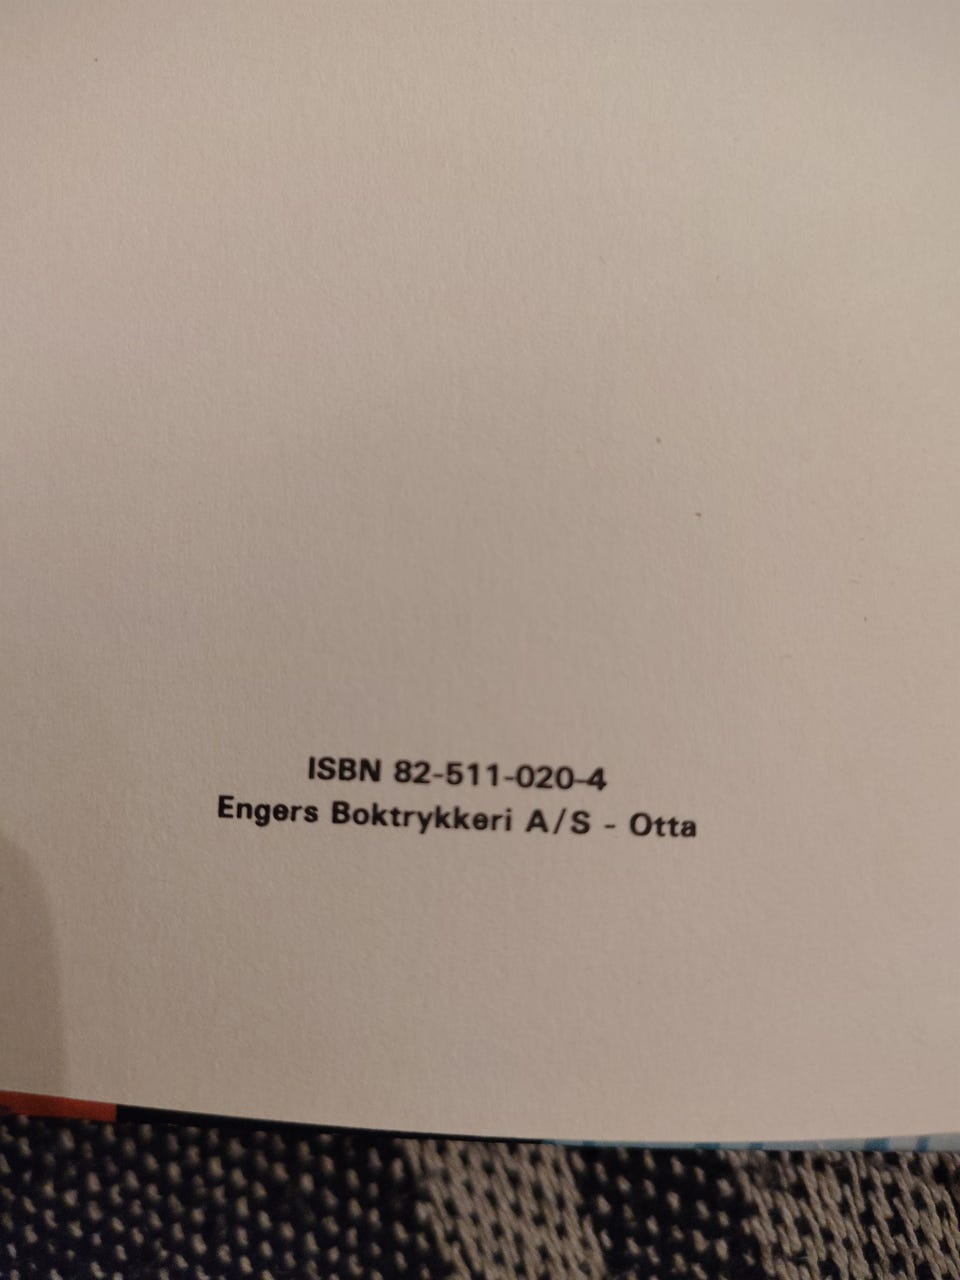 ISBN 82-511-020-4
Engers Boktrykkeri A/S - Otta